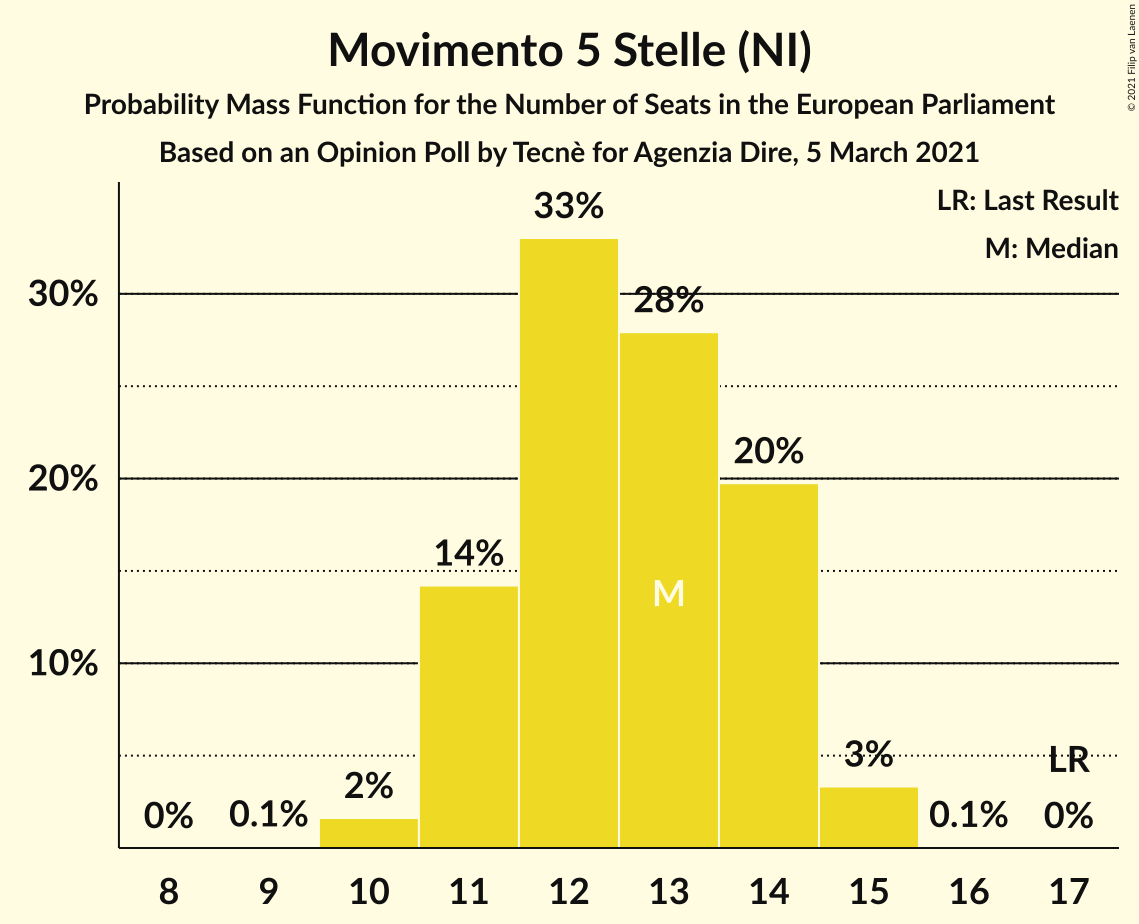 Movimento 5 Stelle (NI)
Probability Mass Function for the Number of Seats in the European Parliament
Based on an Opinion Poll by Tecnè for Agenzia Dire, 5 March 2021
© 2021 Filip van Laenen
LR: Last Result
M: Median
33%
30%
28%
20%
20%
14%
M
10%
3%
LR
2%
0%
0.1%
0.1%
0%
8 9 10 11 12 13 14 15 16 17